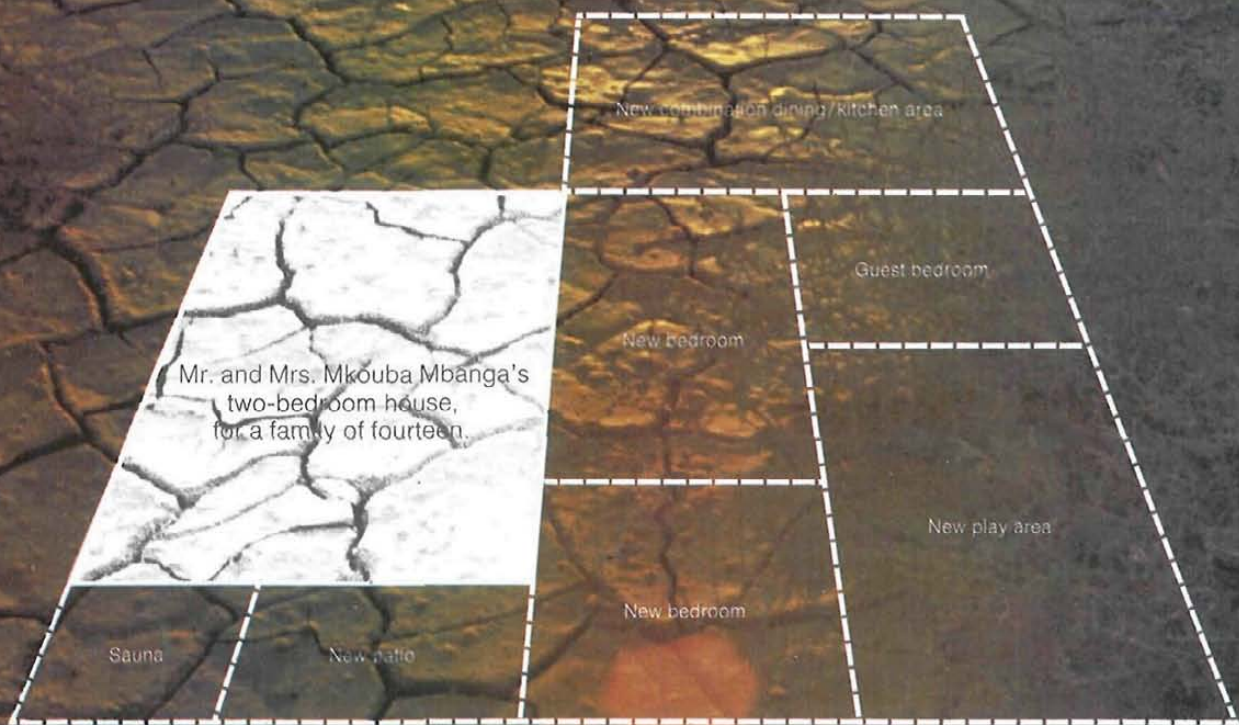 New combination dining/kitchen area
Guest bedroom
New bedroom
Mr. and Mrs. Mkouba Mbanga's
two-bedroom house,
for a family of fourteen.
New play area
New bedroom
Sauna
New patio